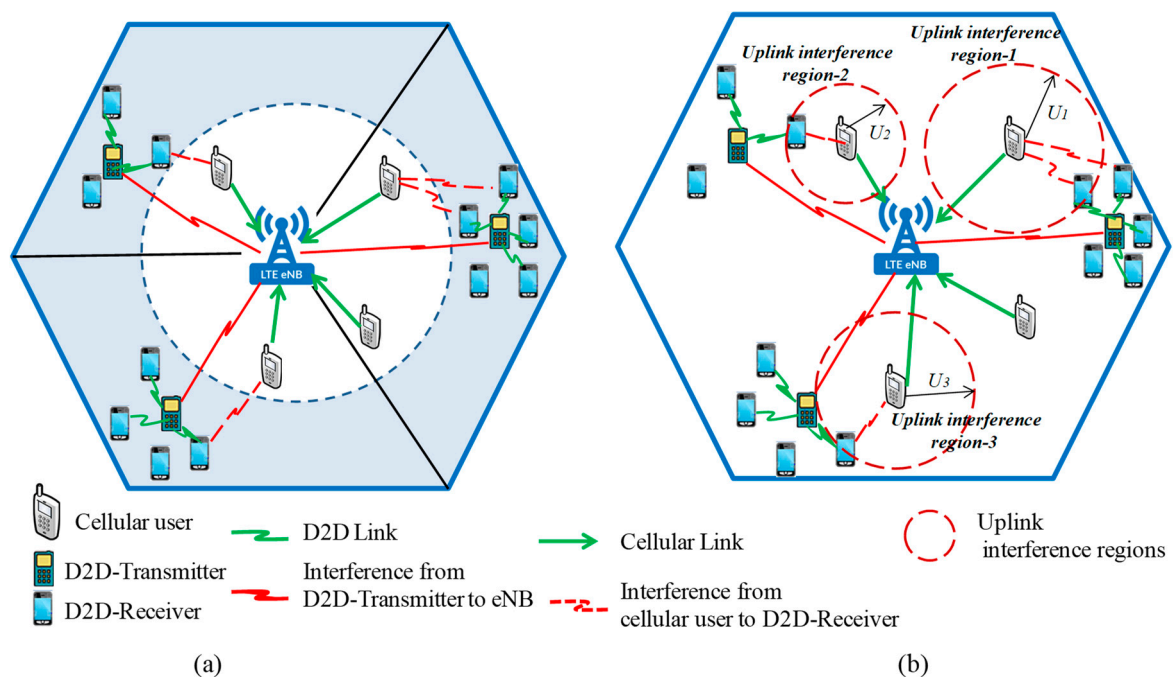 LTE eNB
Uplink interference
region-2
Uplink interference
region-1
U2
U1
LTE eNB
U3
Uplink interference
region-3
Cellular user
D2D Link
Cellular Link
Uplink
interference regions
D2D-Transmitter
Interference from
D2D-Transmitter to eNB
D2D-Receiver
Interference from
cellular user to D2D-Receiver
(a)
(b)